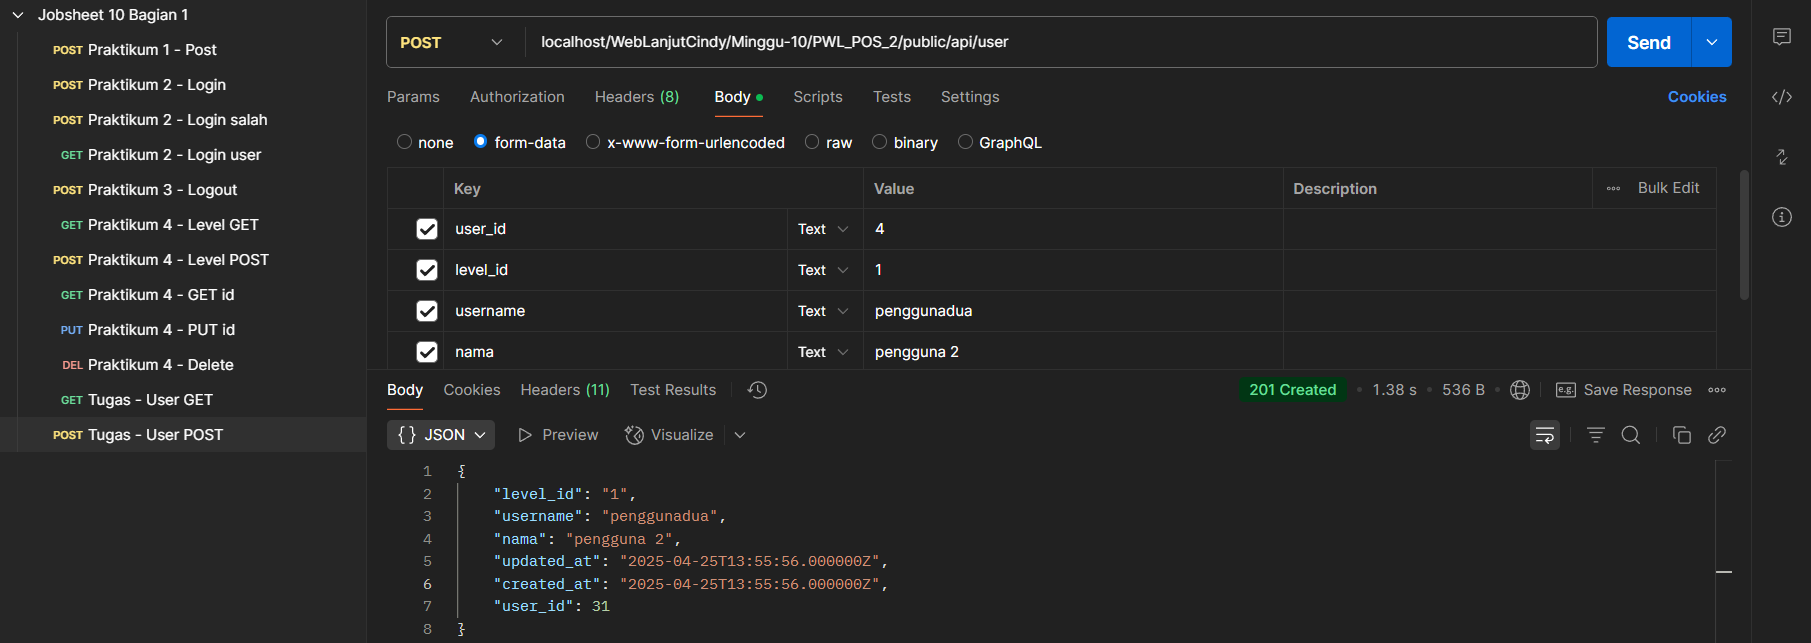 Jobsheet 10 Bagian 1
POST Praktikum 1 - Post
POST Praktikum 2 - Login
POST Praktikum 2 - Login salah
GET Praktikum 2 - Login user
POST Praktikum 3 - Logout
GET Praktikum 4 - Level GET
POST Praktikum 4 - Level POST
GET Praktikum 4 - GET id
PUT Praktikum 4 - PUT id
DEL Praktikum 4 - Delete
GET Tugas - User GET
POST Tugas - User POST
POST localhost/WebLanjutCindy/Minggu-10/PWL_POS_2/public/api/user Send
Params Authorization Headers (8) Body Scripts Tests Settings Cookies
none form-data x-www-form-urlencoded raw binary GraphQL
Key Value Description Bulk Edit
user_id Text 4
level_id Text 1
username Text penggunadua
nama Text pengguna 2
Body Cookies Headers (11) Test Results 201 Created 1.38 s 536 B e.g. Save Response
{} JSON Preview Visualize
1 {
2 "level_id": "1",
3 "username": "penggunadua",
4 "nama": "pengguna 2",
5 "updated_at": "2025-04-25T13:55:56.000000Z",
6 "created_at": "2025-04-25T13:55:56.000000Z",
7 "user_id": 31
8 }